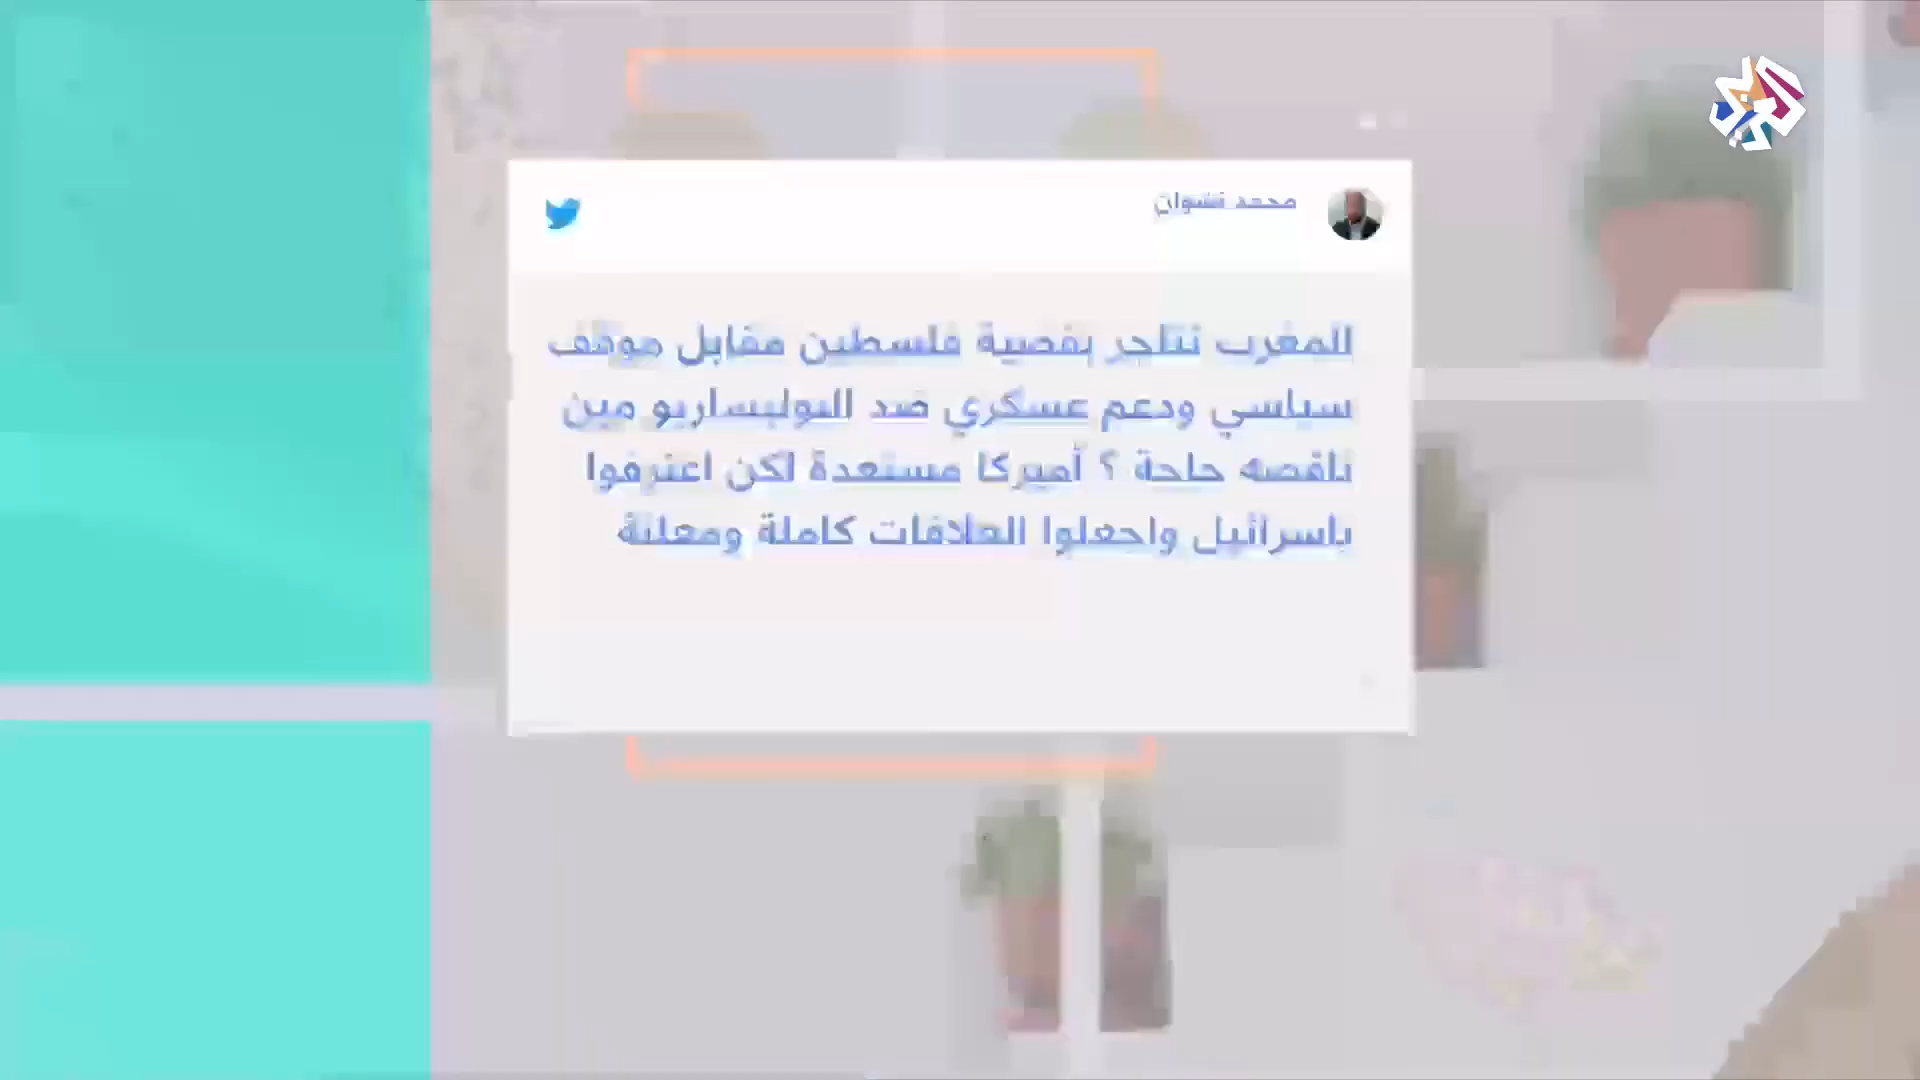 محمد نشوان
المغرب تتاجر بقضية فلسطين مقابل موقف
سياسي ودعم عسكري ضد البوليساريو مين
ناقصه حاجة ؟ أميركا مستعدة لكن اعترفوا
بإسرائيل واجعلوا العلاقات كاملة ومعلنة